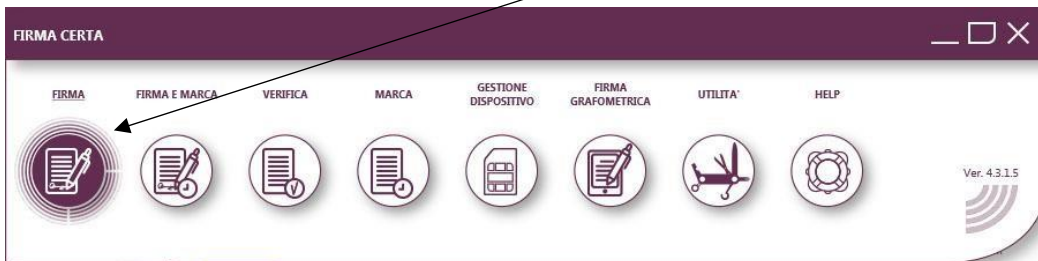 FIRMA CERTA
FIRMA
FIRMA E MARCA
VERIFICA
MARCA
GESTIONE
DISPOSITIVO
FIRMA
GRAFOMETRICA
UTILITA'
HELP
Ver. 4.3.1.5